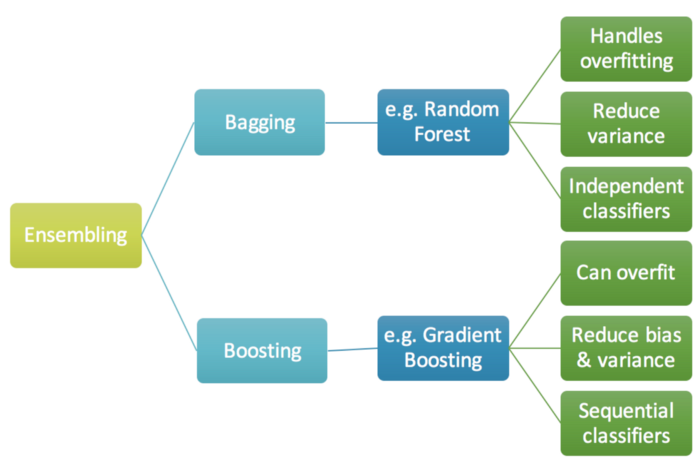 Ensembling
Bagging
e.g. Random
Forest
Handles
overfitting
Reduce
variance
Independent
classifiers
Boosting
e.g. Gradient
Boosting
Can overfit
Reduce bias
& variance
Sequential
classifiers